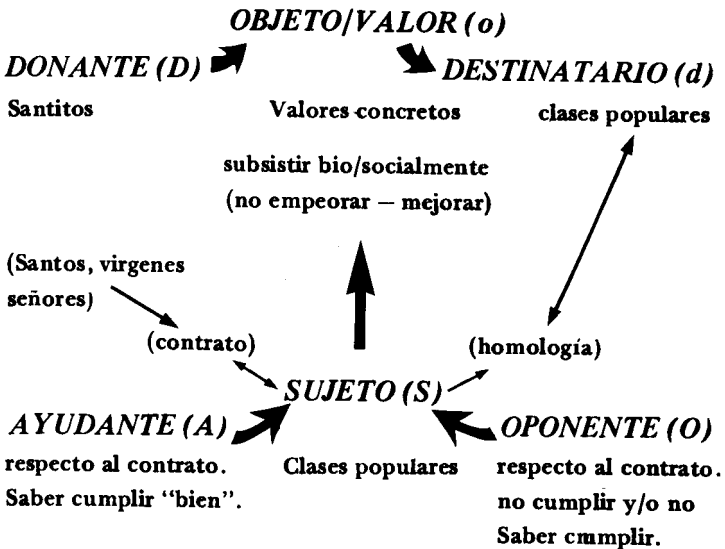 OBJETO/VALOR (o)
DONANTE (D)
DESTINATARIO (d)
Santitos
Valores concretos
clases populares
subsistir bio/socialmente
(no empeorar — mejorar)
(Santos, virgenes
señores)
(contrato)
(homología)
SUJETO (S)
AYUDANTE (A)
OPONENTE (O)
respecto al contrato.
Clases populares
respecto al contrato.
Saber cumplir “bien”.
no cumplir y/o no
Saber cmmplir.